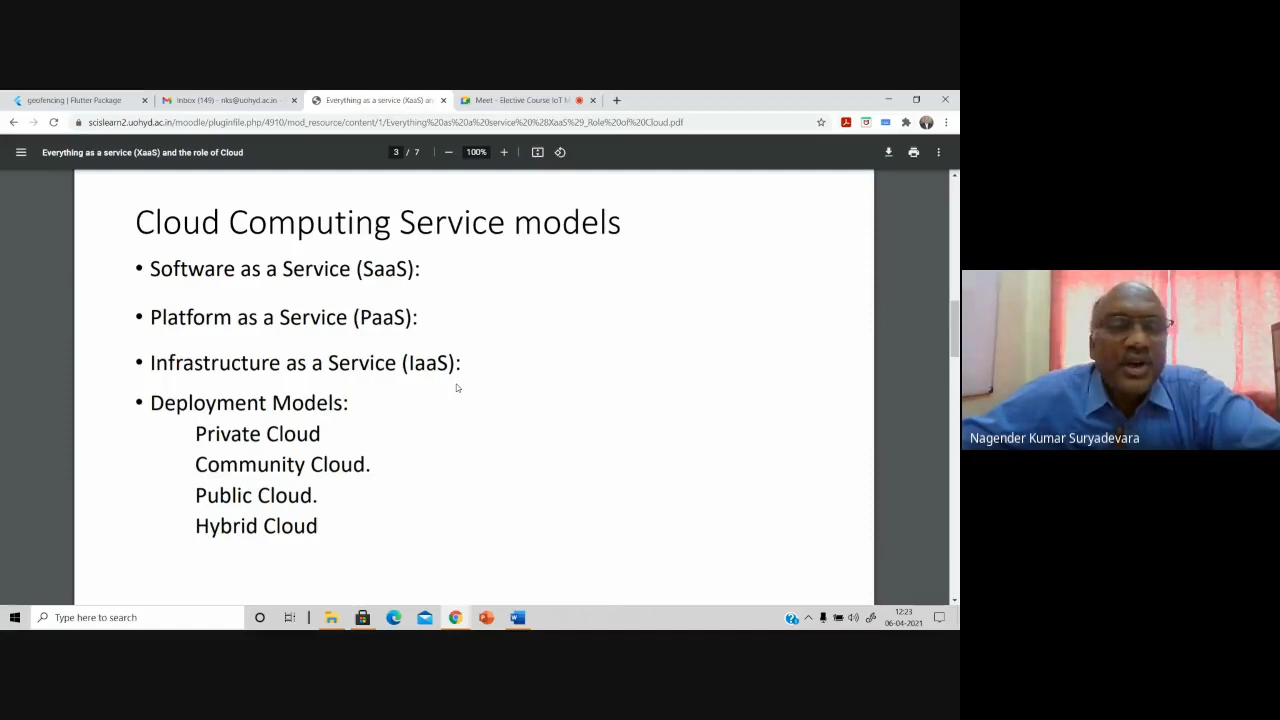 geofencing | Flutter Package
Inbox (149) - nks@uohyd.ac.in -
Everything as a service (XaaS) an
Meet - Elective Course IoT M
scislearn2.uohyd.ac.in/moodle/pluginfile.php/4910/mod_resource/content/1/Everything%20as%20a%20service%20%28XaaS%29_Role%20of%20Cloud.pdf
Everything as a service (XaaS) and the role of Cloud
3 / 7
100%
Cloud Computing Service models
• Software as a Service (SaaS):
• Platform as a Service (PaaS):
• Infrastructure as a Service (IaaS):
• Deployment Models:
Private Cloud
Community Cloud.
Public Cloud.
Hybrid Cloud
Nagender Kumar Suryadevara
Type here to search
12:23
06-04-2021